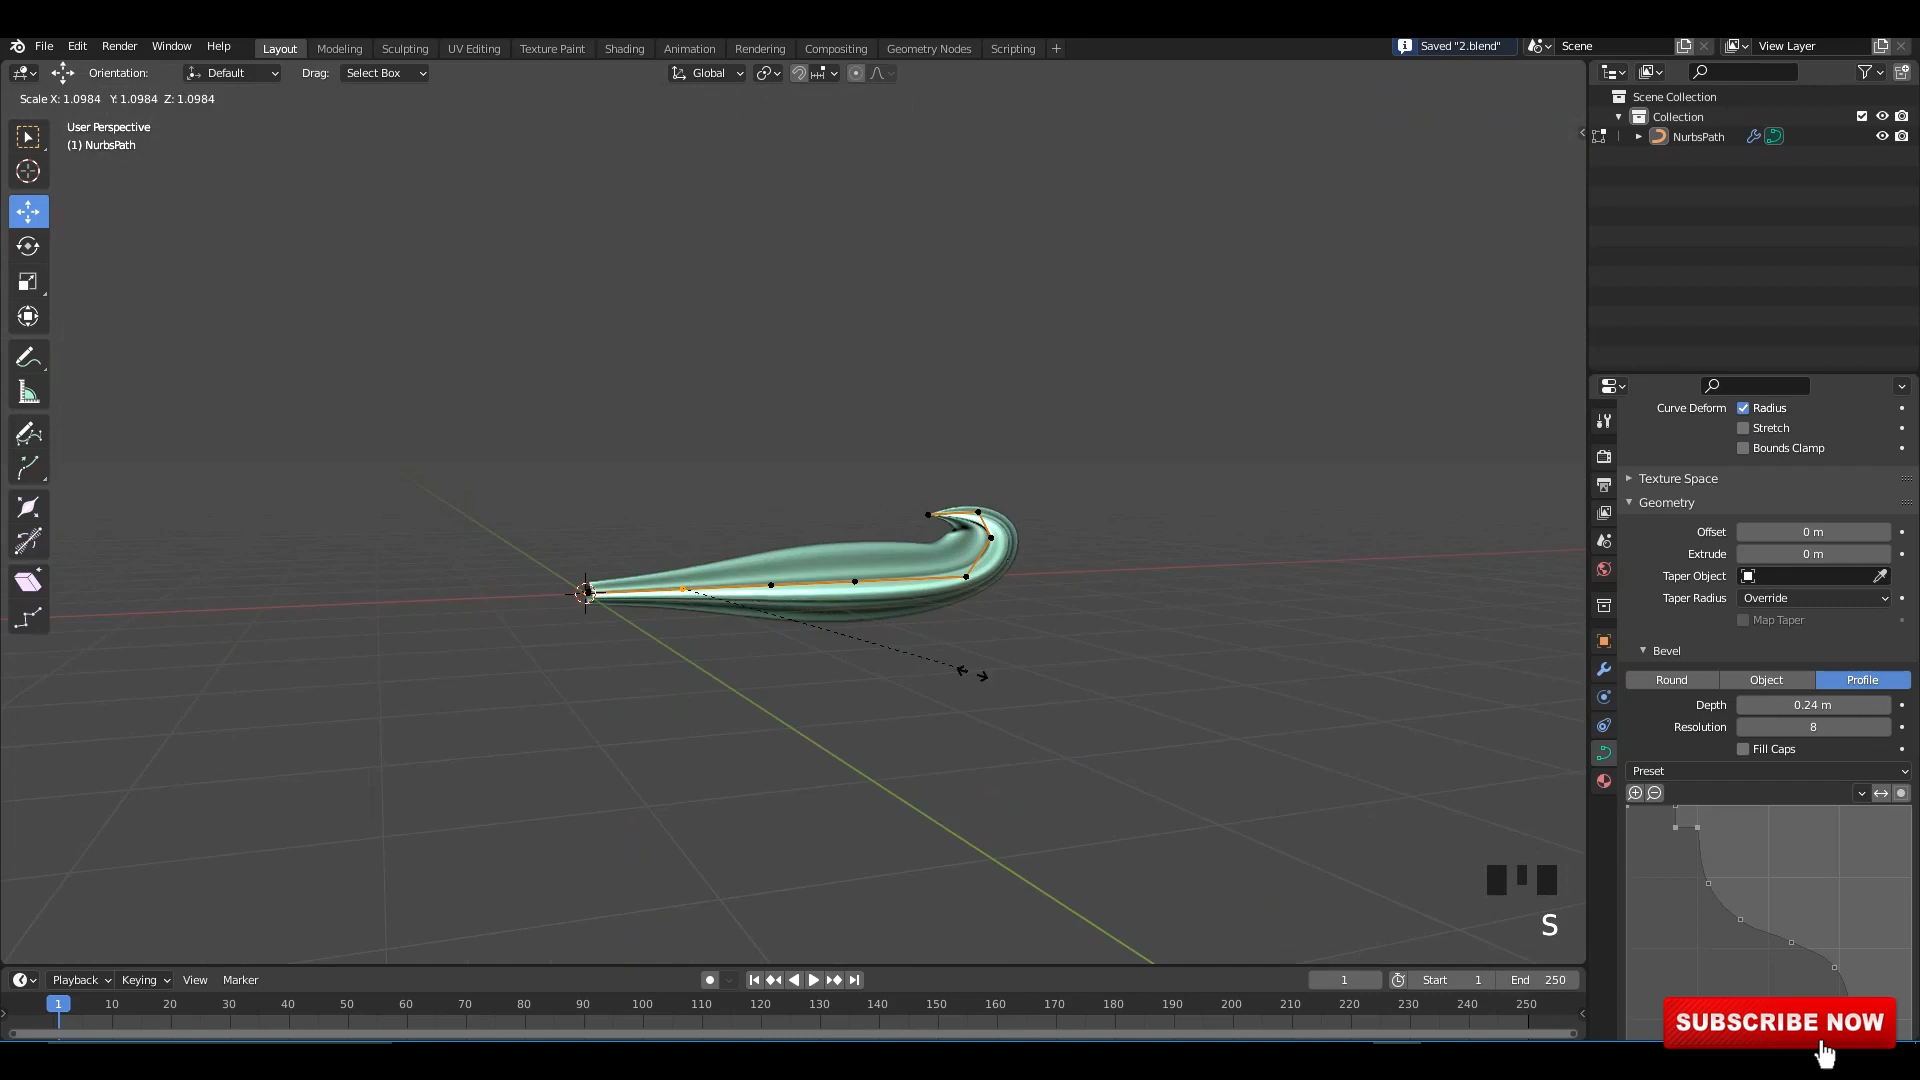 File Edit Render Window Help Layout Modeling Sculpting UV Editing Texture Paint Shading Animation Rendering Compositing Geometry Nodes Scripting + Saved "2.blend" Scene View Layer
Orientation: Default Drag: Select Box Global
Scale X: 1.0984 Y: 1.0984 Z: 1.0984
Scene Collection
User Perspective
Collection
(1) NurbsPath
NurbsPath
Curve Deform Radius
Stretch
Bounds Clamp
Texture Space
Geometry
Offset 0 m
Extrude 0 m
Taper Object
Taper Radius Override
Map Taper
Bevel
Round Object Profile
Depth 0.24 m
Resolution 8
Fill Caps
Preset
S
Playback Keying View Marker 1 Start 1 End 250
1 10 20 30 40 50 60 70 80 90 100 110 120 130 140 150 160 170 180 190 200 210 220 230 240 250
SUBSCRIBE NOW